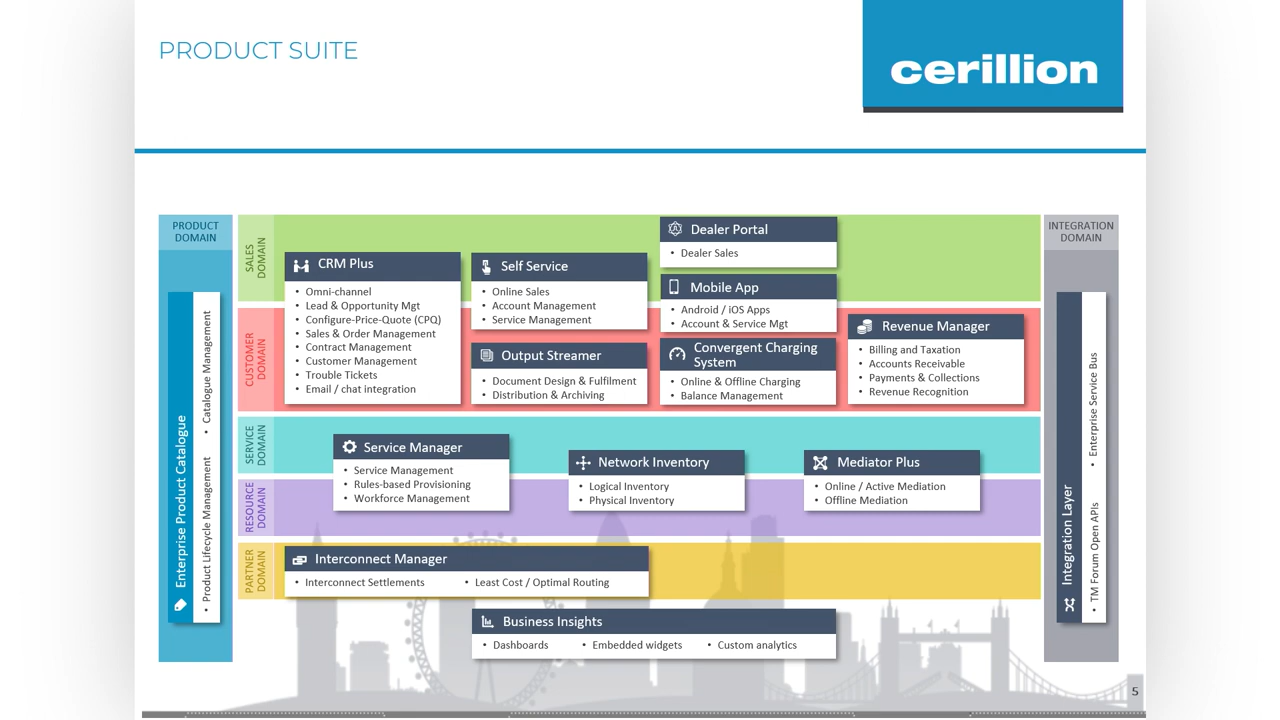 PRODUCT SUITE
cerillion
PRODUCT
DOMAIN
Enterprise Product Catalogue
• Product Lifecycle Management • Catalogue Management
SALES
DOMAIN
CUSTOMER
DOMAIN
SERVICE
DOMAIN
RESOURCE
DOMAIN
PARTNER
DOMAIN
CRM Plus
• Omni-channel
• Lead & Opportunity Mgt
• Configure-Price-Quote (CPQ)
• Sales & Order Management
• Contract Management
• Customer Management
• Trouble Tickets
• Email / chat integration
Self Service
• Online Sales
• Account Management
• Service Management
Output Streamer
• Document Design & Fulfilment
• Distribution & Archiving
Dealer Portal
• Dealer Sales
Mobile App
• Android / iOS Apps
• Account & Service Mgt
Convergent Charging
System
• Online & Offline Charging
• Balance Management
Revenue Manager
• Billing and Taxation
• Accounts Receivable
• Payments & Collections
• Revenue Recognition
Service Manager
• Service Management
• Rules-based Provisioning
• Workforce Management
Network Inventory
• Logical Inventory
• Physical Inventory
Mediator Plus
• Online / Active Mediation
• Offline Mediation
Interconnect Manager
• Interconnect Settlements • Least Cost / Optimal Routing
Business Insights
• Dashboards • Embedded widgets • Custom analytics
INTEGRATION
DOMAIN
Integration Layer
• TM Forum Open APIs • Enterprise Service Bus
5